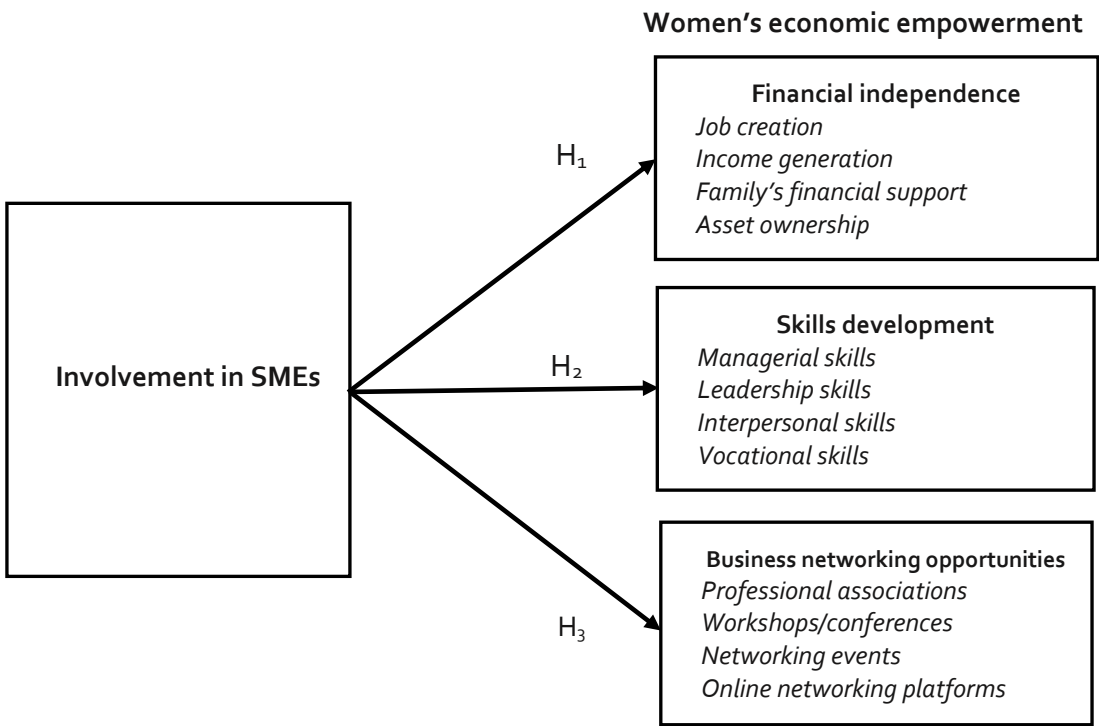 Women's economic empowerment
Financial independence
Job creation
Income generation
Family's financial support
Asset ownership
H₁
Involvement in SMEs
H₂
Skills development
Managerial skills
Leadership skills
Interpersonal skills
Vocational skills
H₃
Business networking opportunities
Professional associations
Workshops/conferences
Networking events
Online networking platforms